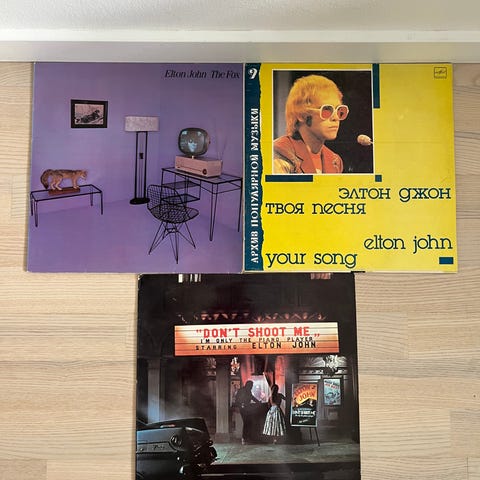 Elton John The Fox
9
АРХИВ ПОПУЛЯРНОЙ МУЗЫКИ
ЭЛТОН ДЖОН
ТВОЯ ПЕСНЯ
elton john
your song
"DON'T SHOOT ME"
I'M ONLY THE PIANO PLAYER
STARRING ELTON JOHN